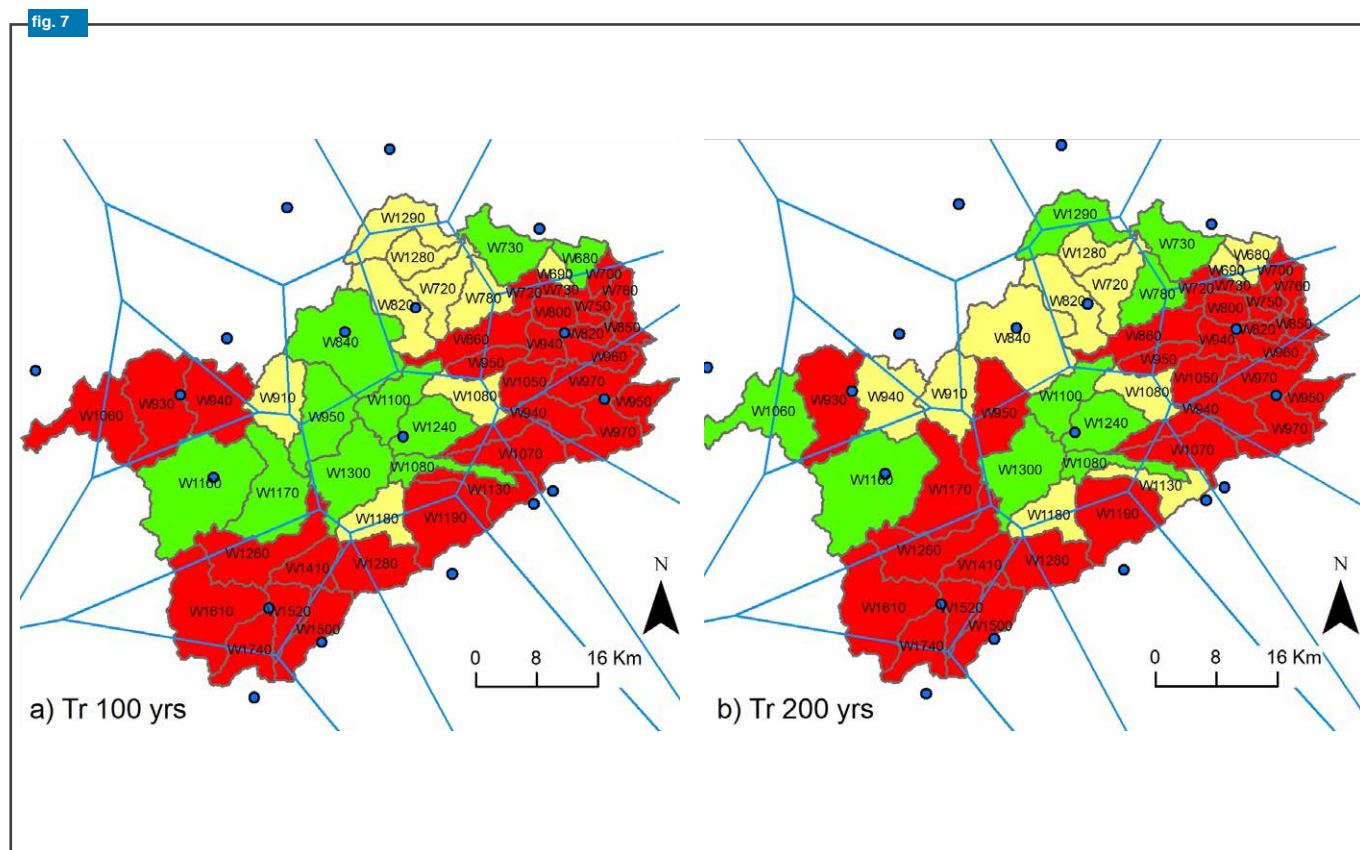 fig. 7
W1290
W1280
W730
W680
W690
W700
W720
W780
W720
W730
W760
W820
W750
W800
W820
W850
W840
W860
W940
W960
W950
W1050
W970
W910
W1100
W1080
W950
W930
W940
W1060
W950
W940
W970
W1240
W1070
W1300
W1080
W1160
W1170
W1130
W1180
W1190
W1260
W1410
W1280
W1610
W1520
W1500
W1740
N
0 8 16 Km
a) Tr 100 yrs
W1290
W1280
W730
W680
W690
W700
W720
W780
W720
W730
W760
W820
W750
W800
W820
W850
W840
W860
W940
W960
W950
W1050
W970
W910
W1100
W1080
W950
W930
W940
W1060
W950
W940
W970
W1240
W1070
W1300
W1080
W1160
W1170
W1130
W1180
W1190
W1260
W1410
W1280
W1610
W1520
W1500
W1740
N
0 8 16 Km
b) Tr 200 yrs